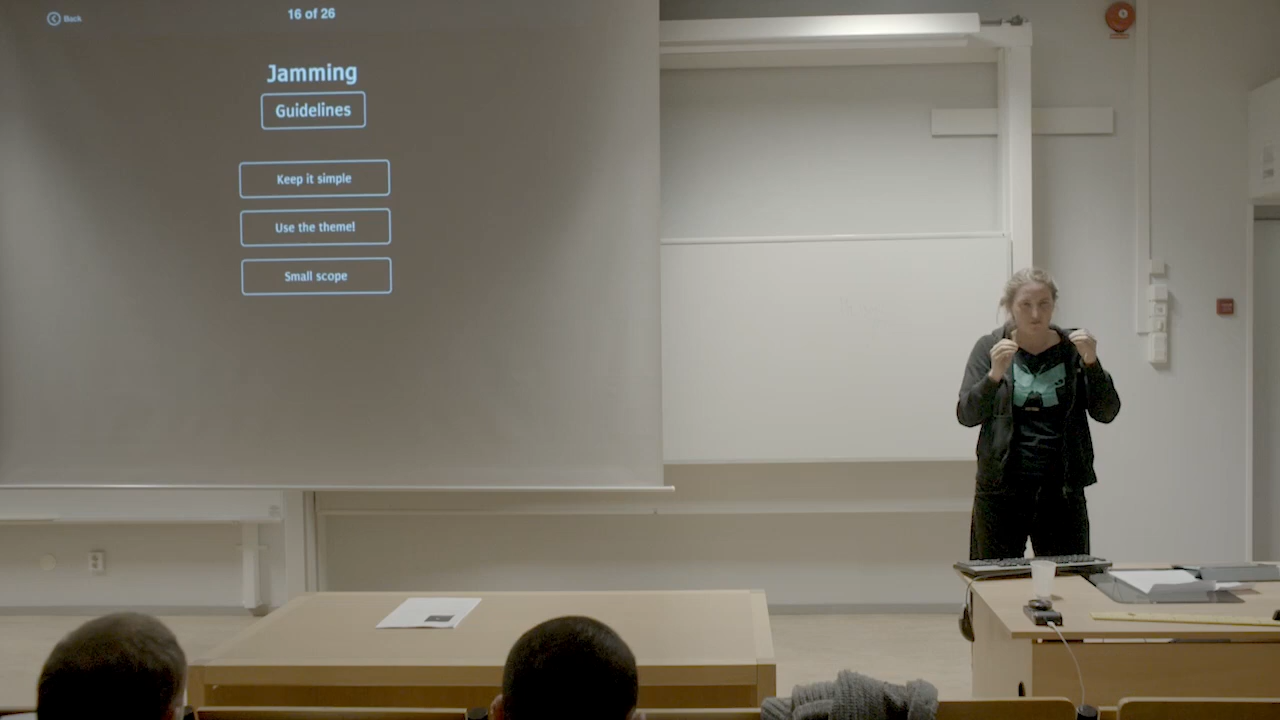 Back
16 of 26
Jamming
Guidelines
Keep it simple
Use the theme!
Small scope